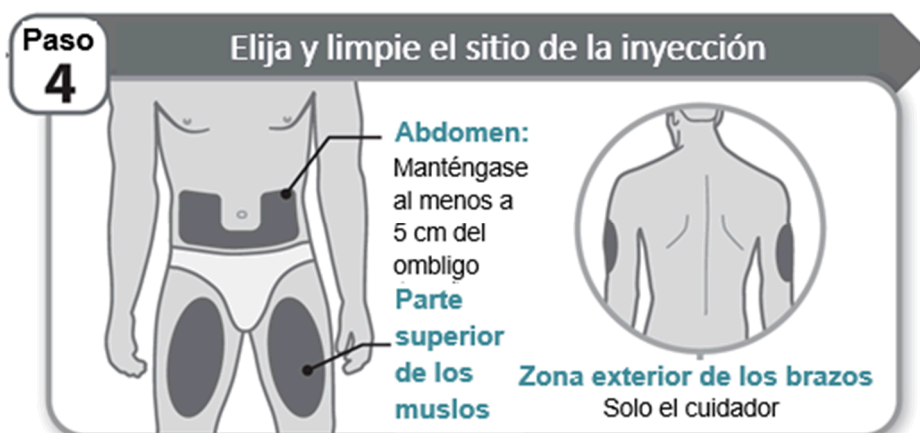 Paso
4
Elija y limpie el sitio de la inyección
Abdomen:
Manténgase
al menos a
5 cm del
ombligo
Parte
superior
de los
muslos
Zona exterior de los brazos
Solo el cuidador